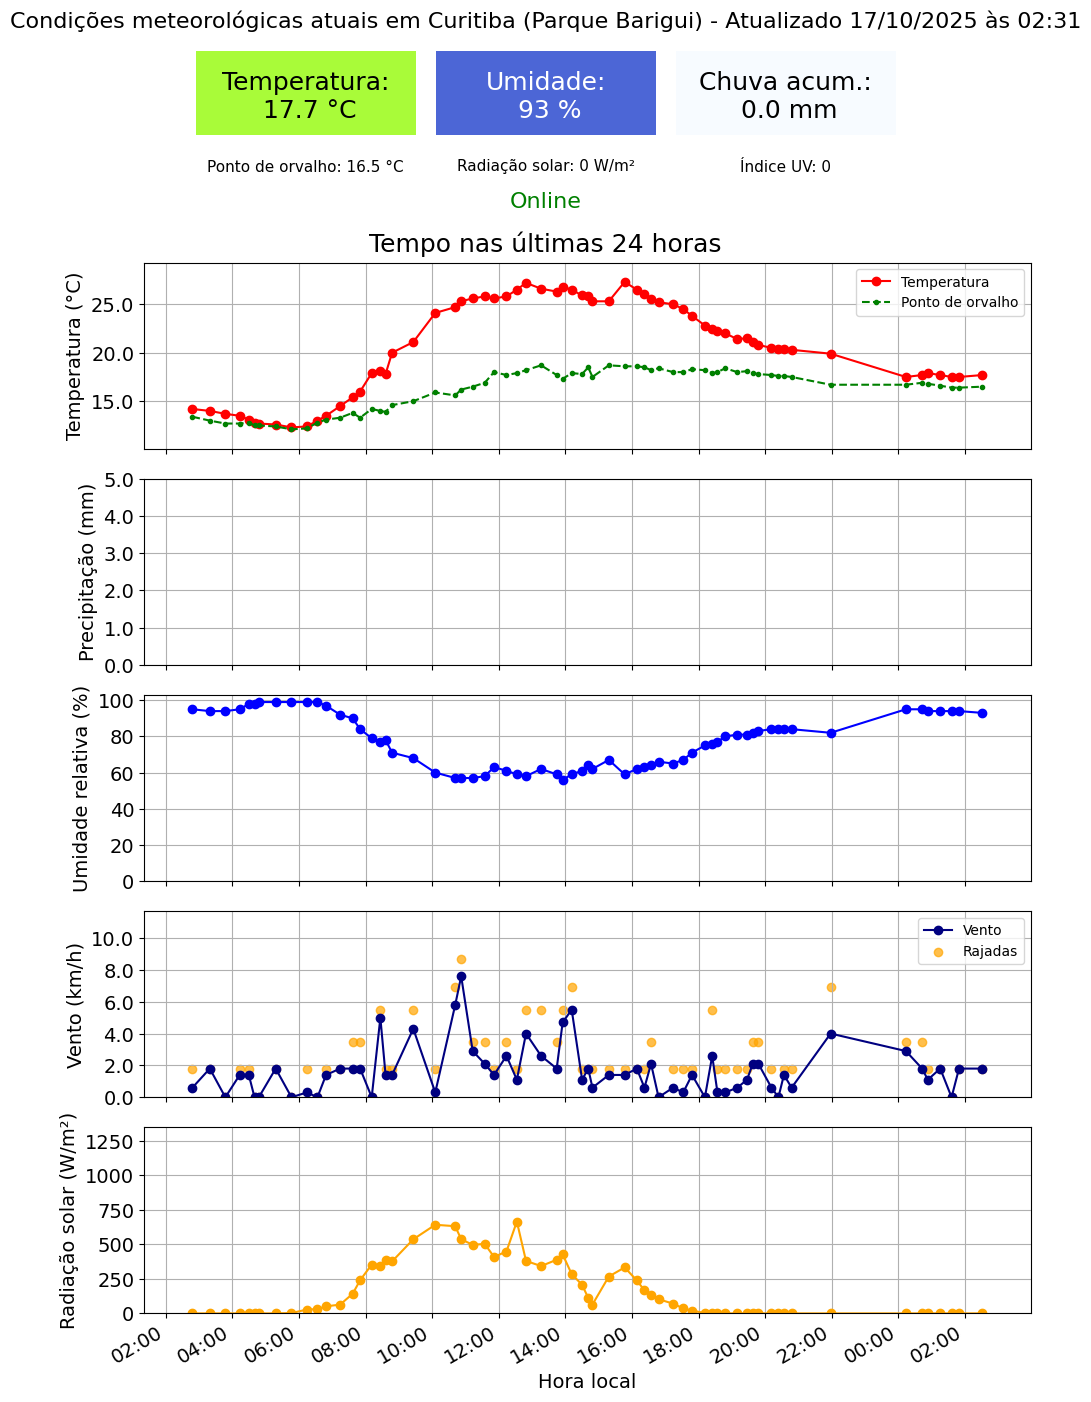 Condições meteorológicas atuais em Curitiba (Parque Barigui) - Atualizado 17/10/2025 às 02:31
Temperatura:
17.7 °C
Umidade:
93 %
Chuva acum.:
0.0 mm
Ponto de orvalho: 16.5 °C
Radiação solar: 0 W/m²
Índice UV: 0
Online
Tempo nas últimas 24 horas
Temperatura (°C)
25.0
20.0
15.0
Temperatura
Ponto de orvalho
Precipitação (mm)
5.0
4.0
3.0
2.0
1.0
0.0
Umidade relativa (%)
100
80
60
40
20
0
Vento (km/h)
10.0
8.0
6.0
4.0
2.0
0.0
Vento
Rajadas
Radiação solar (W/m²)
1250
1000
750
500
250
0
02:00
04:00
06:00
08:00
10:00
12:00
14:00
16:00
18:00
20:00
22:00
00:00
02:00
Hora local